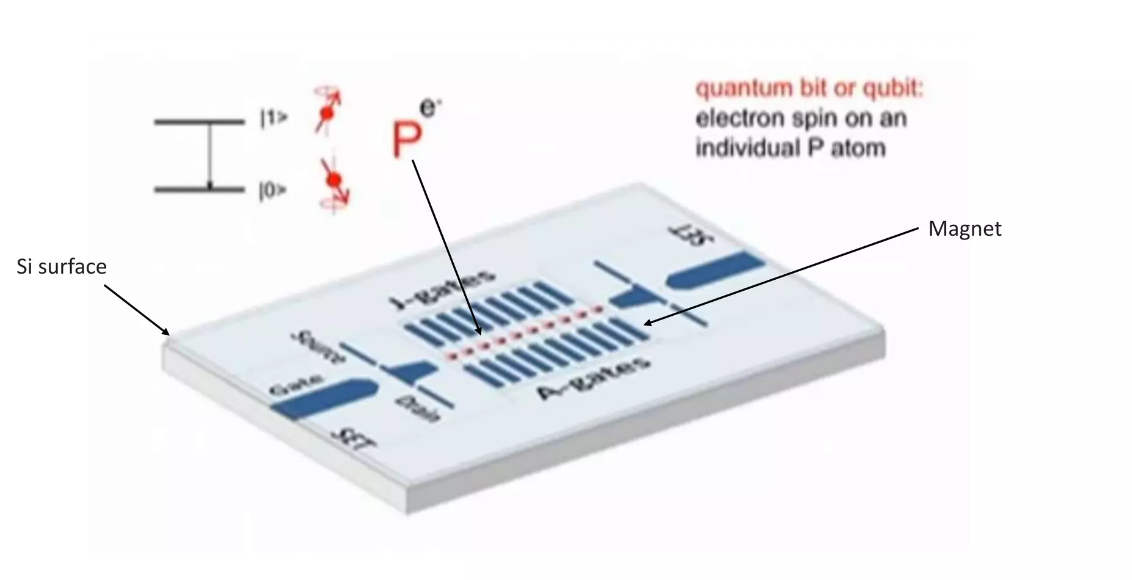 |1>
e-
P
|0>
quantum bit or qubit:
electron spin on an
individual P atom
Magnet
SET
Si surface
J-gates
Source
Gate
Drain
A-gates
SET